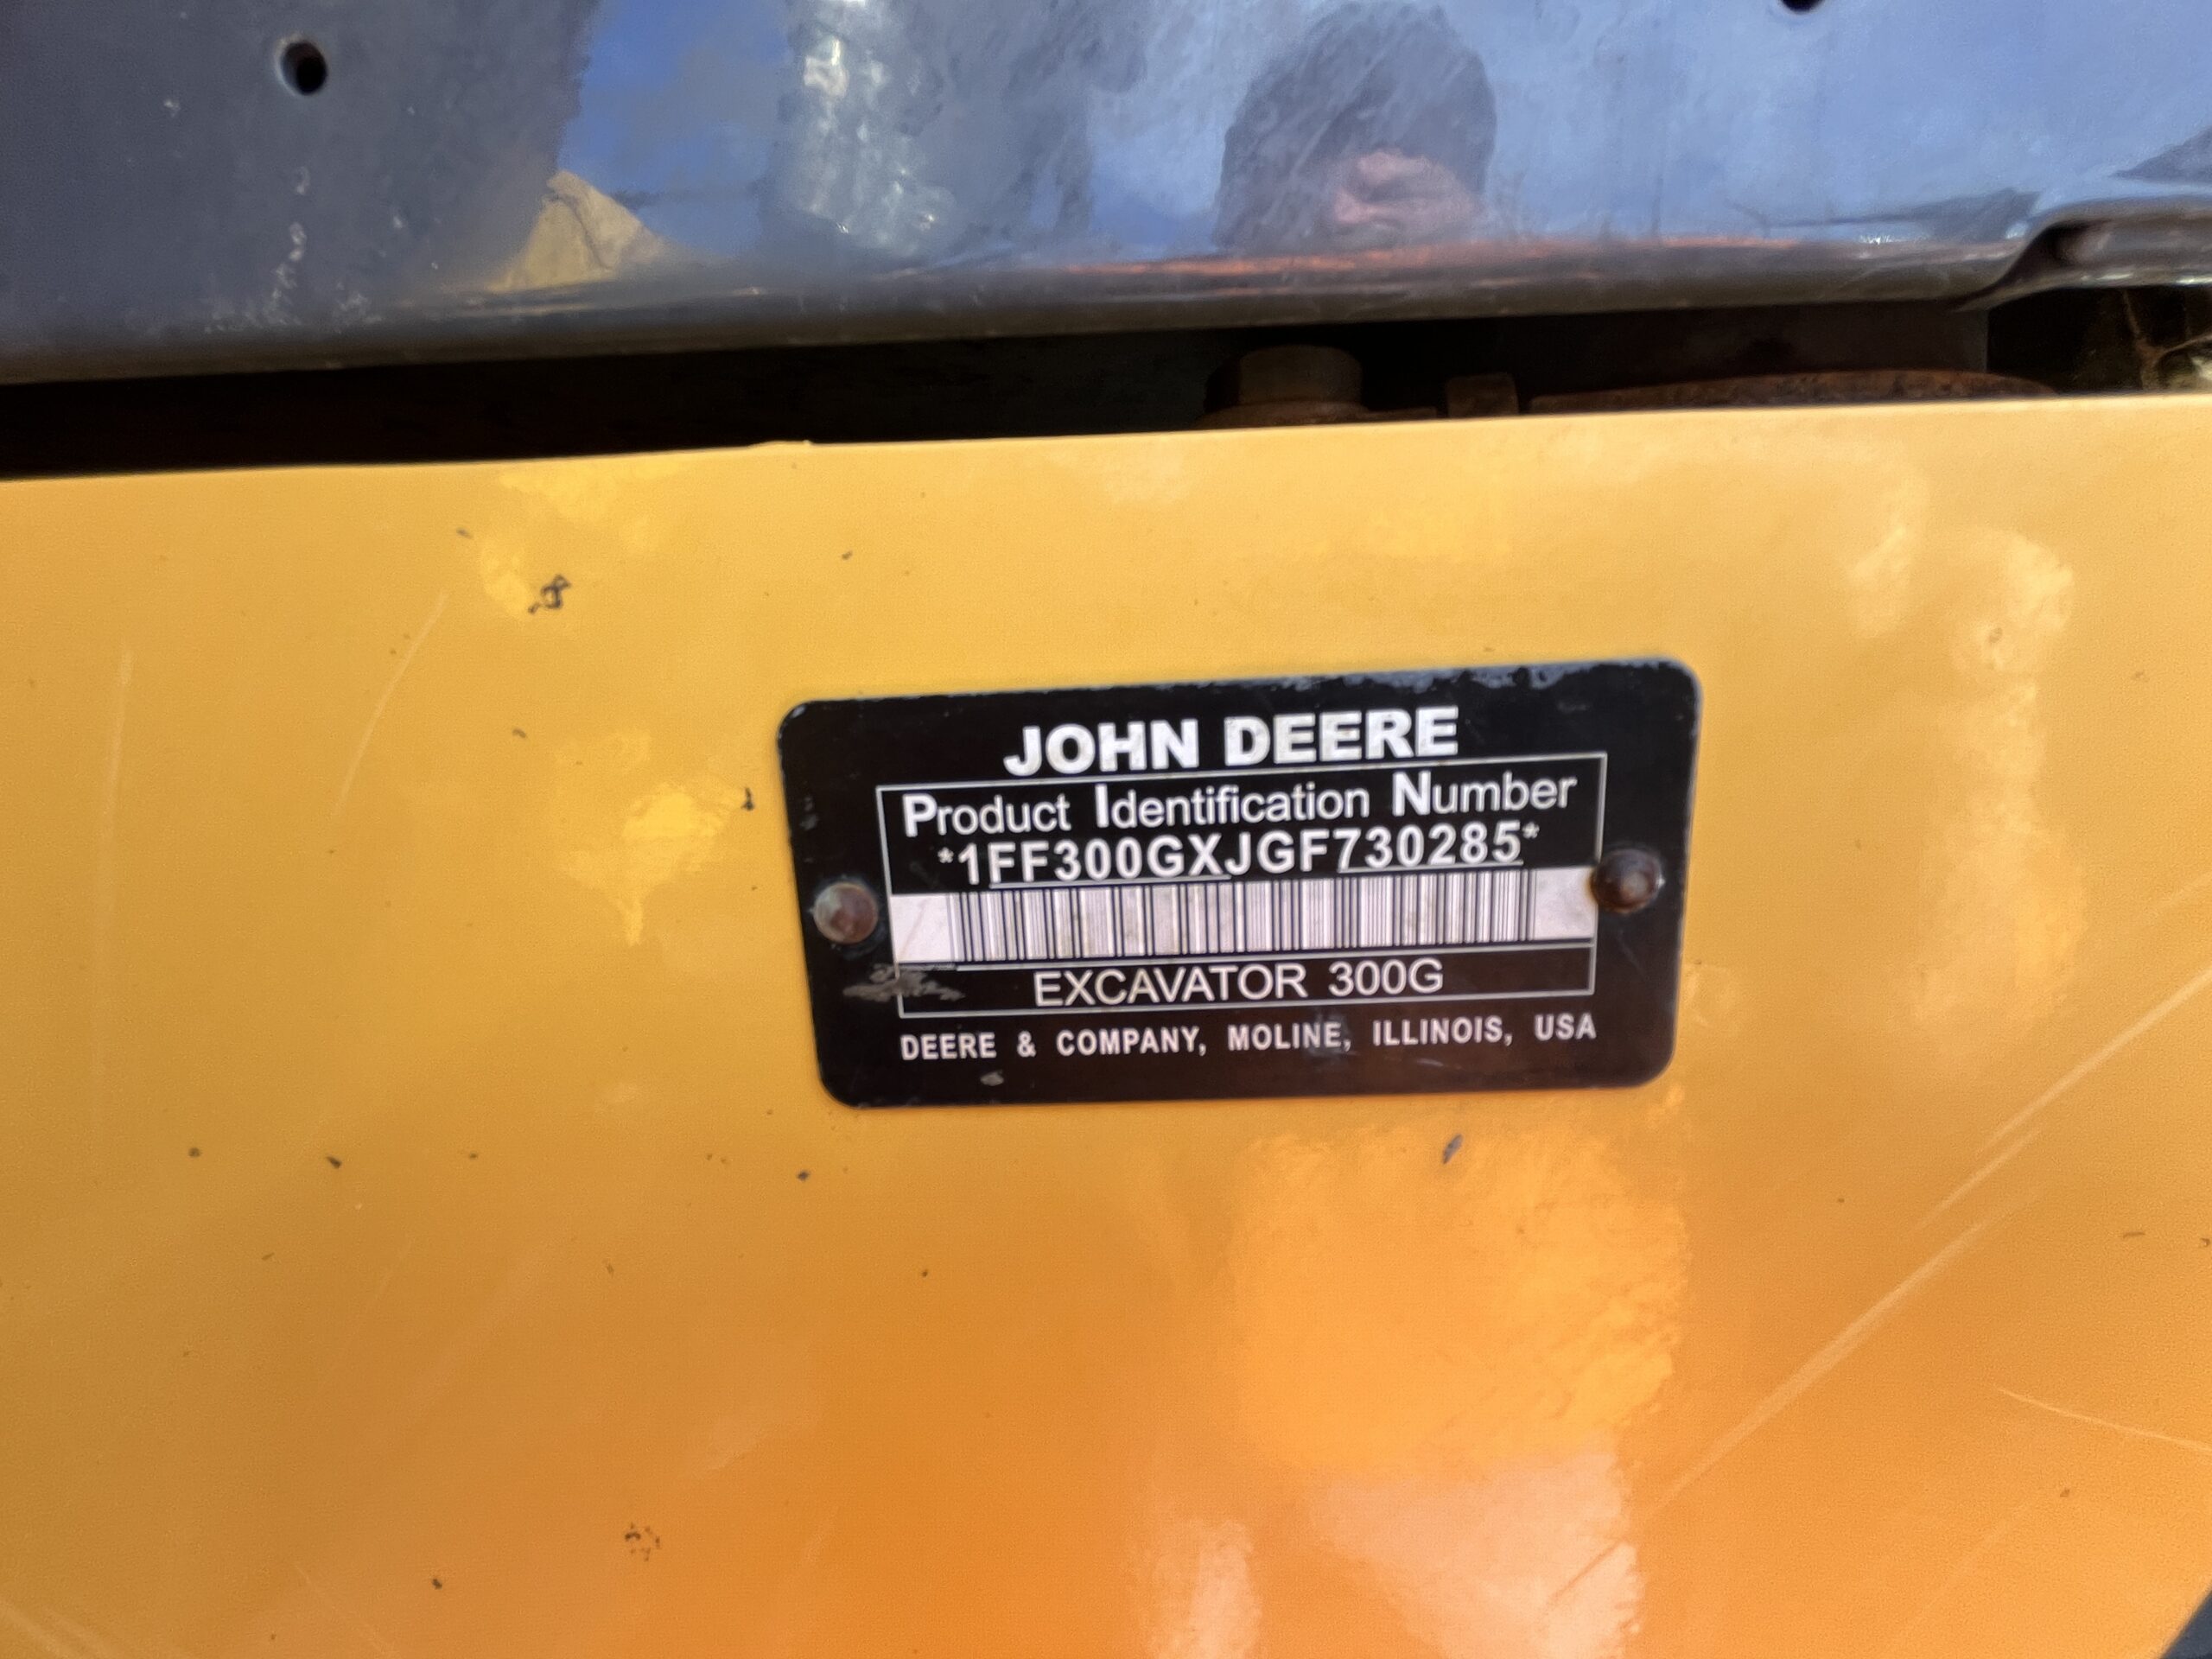 JOHN DEERE
Product Identification Number
*1FF300GXJGF730285*
EXCAVATOR 300G
DEERE & COMPANY, MOLINE, ILLINOIS, USA